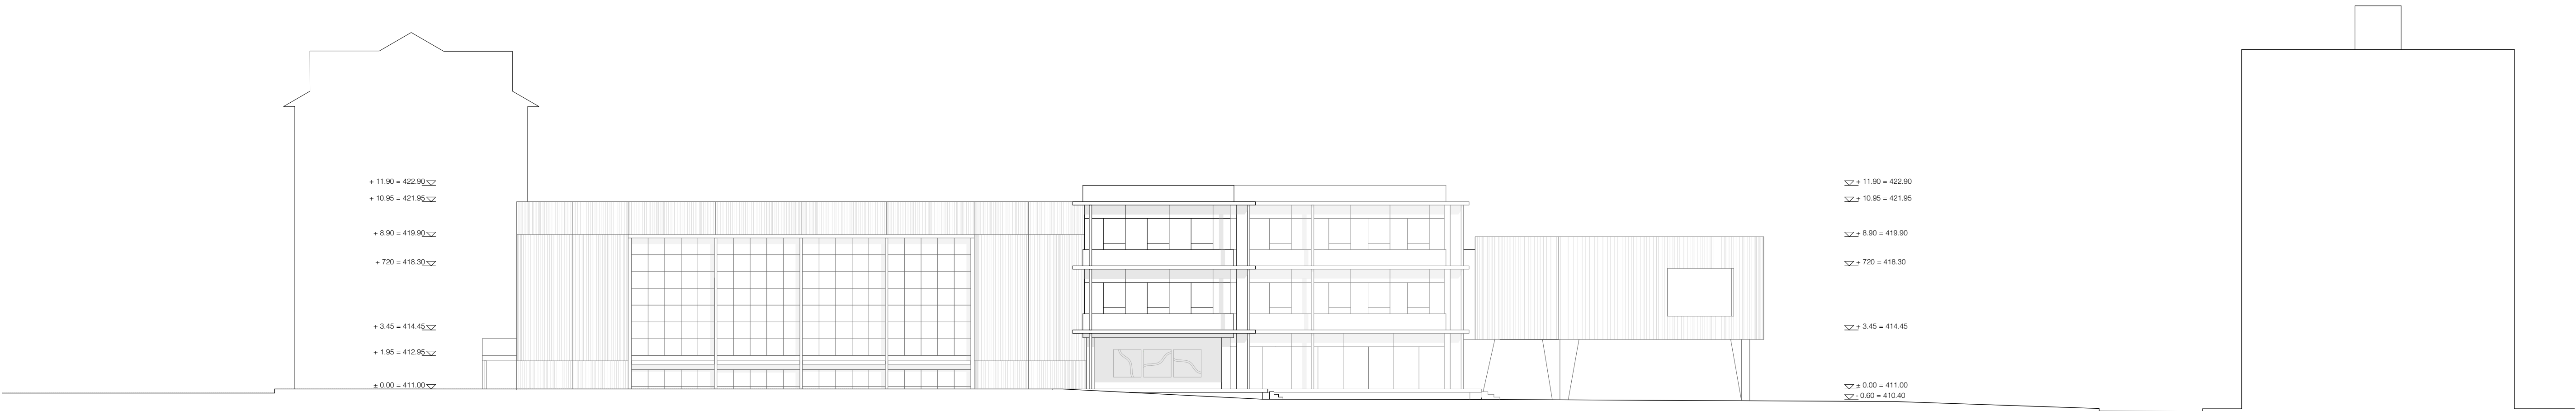 + 11.90 = 422.90
+ 10.95 = 421.95
+ 8.90 = 419.90
+ 720 = 418.30
+ 3.45 = 414.45
+ 1.95 = 412.95
± 0.00 = 411.00
+ 11.90 = 422.90
+ 10.95 = 421.95
+ 8.90 = 419.90
+ 720 = 418.30
+ 3.45 = 414.45
± 0.00 = 411.00
- 0.60 = 410.40